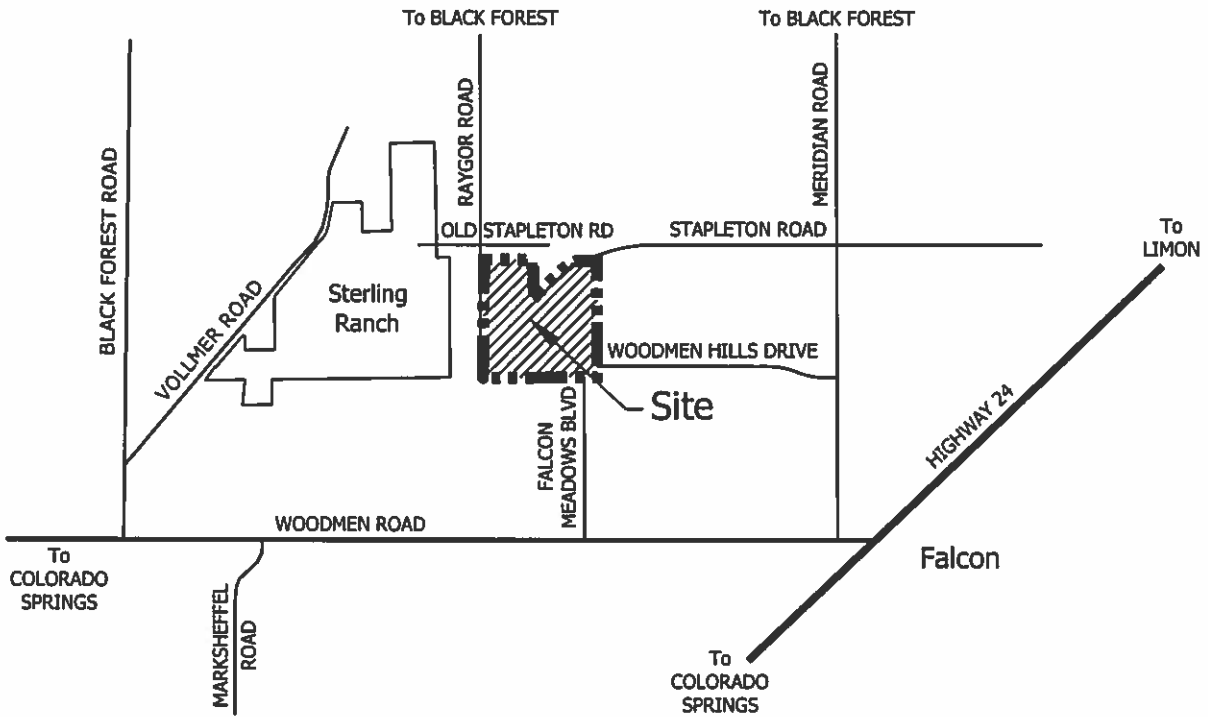 To BLACK FOREST
To BLACK FOREST
BLACK FOREST ROAD
RAYGOR ROAD
MERIDIAN ROAD
VOLLMER ROAD
OLD STAPLETON RD
STAPLETON ROAD
To
LIMON
Sterling
Ranch
WOODMEN HILLS DRIVE
Site
HIGHWAY 24
FALCON
MEADOWS BLVD
WOODMEN ROAD
To
COLORADO
SPRINGS
Falcon
MARKSHEFFEL
ROAD
To
COLORADO
SPRINGS